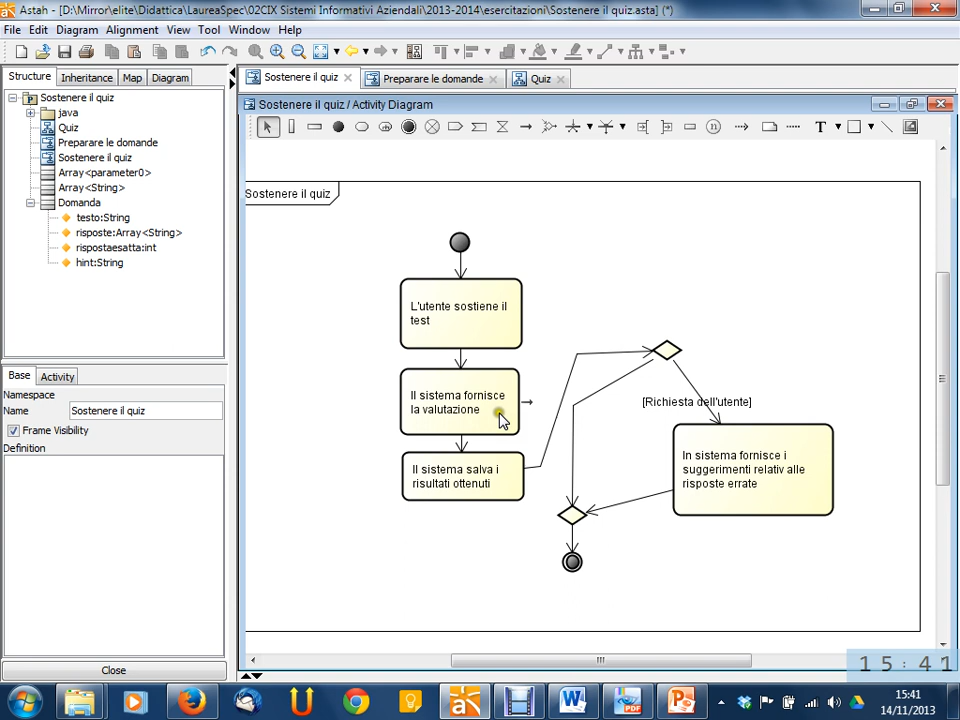 Astah - [D:\Mirror\elite\Didattica\LaureaSpec\02CIX Sistemi Informativi Aziendali\2013-2014\esercitazioni\Sostenere il quiz.asta] (*)
File Edit Diagram Alignment View Tool Window Help
Structure Inheritance Map Diagram
Sostenere il quiz Preparare le domande Quiz
Sostenere il quiz / Activity Diagram
Sostenere il quiz
java
Quiz
Preparare le domande
Sostenere il quiz
Array<parameter0>
Array<String>
Domanda
testo:String
risposte:Array<String>
rispostaesatta:int
hint:String
Base Activity
Namespace
Name Sostenere il quiz
Frame Visibility
Definition
Close
Sostenere il quiz
L'utente sostiene il
test
Il sistema fornisce
la valutazione
Il sistema salva i
risultati ottenuti
[Richiesta dell'utente]
In sistema fornisce i
suggerimenti relativ alle
risposte errate
15:41
15:41
14/11/2013